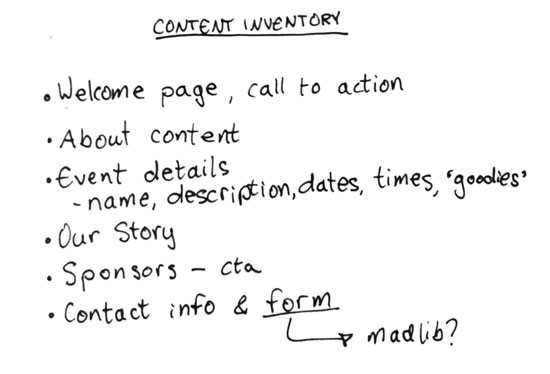 CONTENT INVENTORY
• Welcome page, call to action
• About content
• Event details
- name, description, dates, times, 'goodies'
• Our Story
• Sponsors - cta
• Contact info & form
madlib?